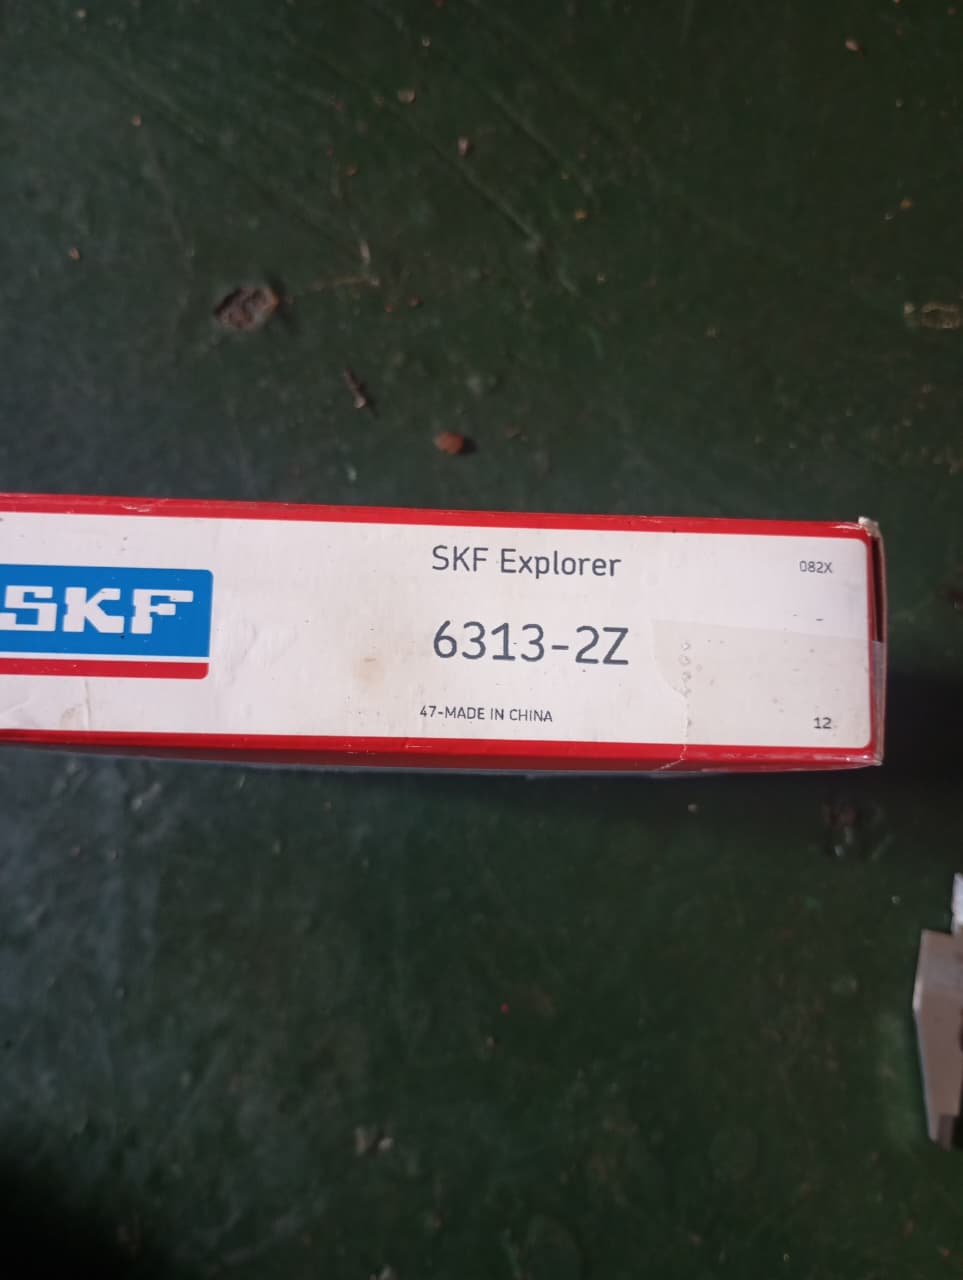 SKF
SKF Explorer
082X
6313-2Z
47-MADE IN CHINA
12